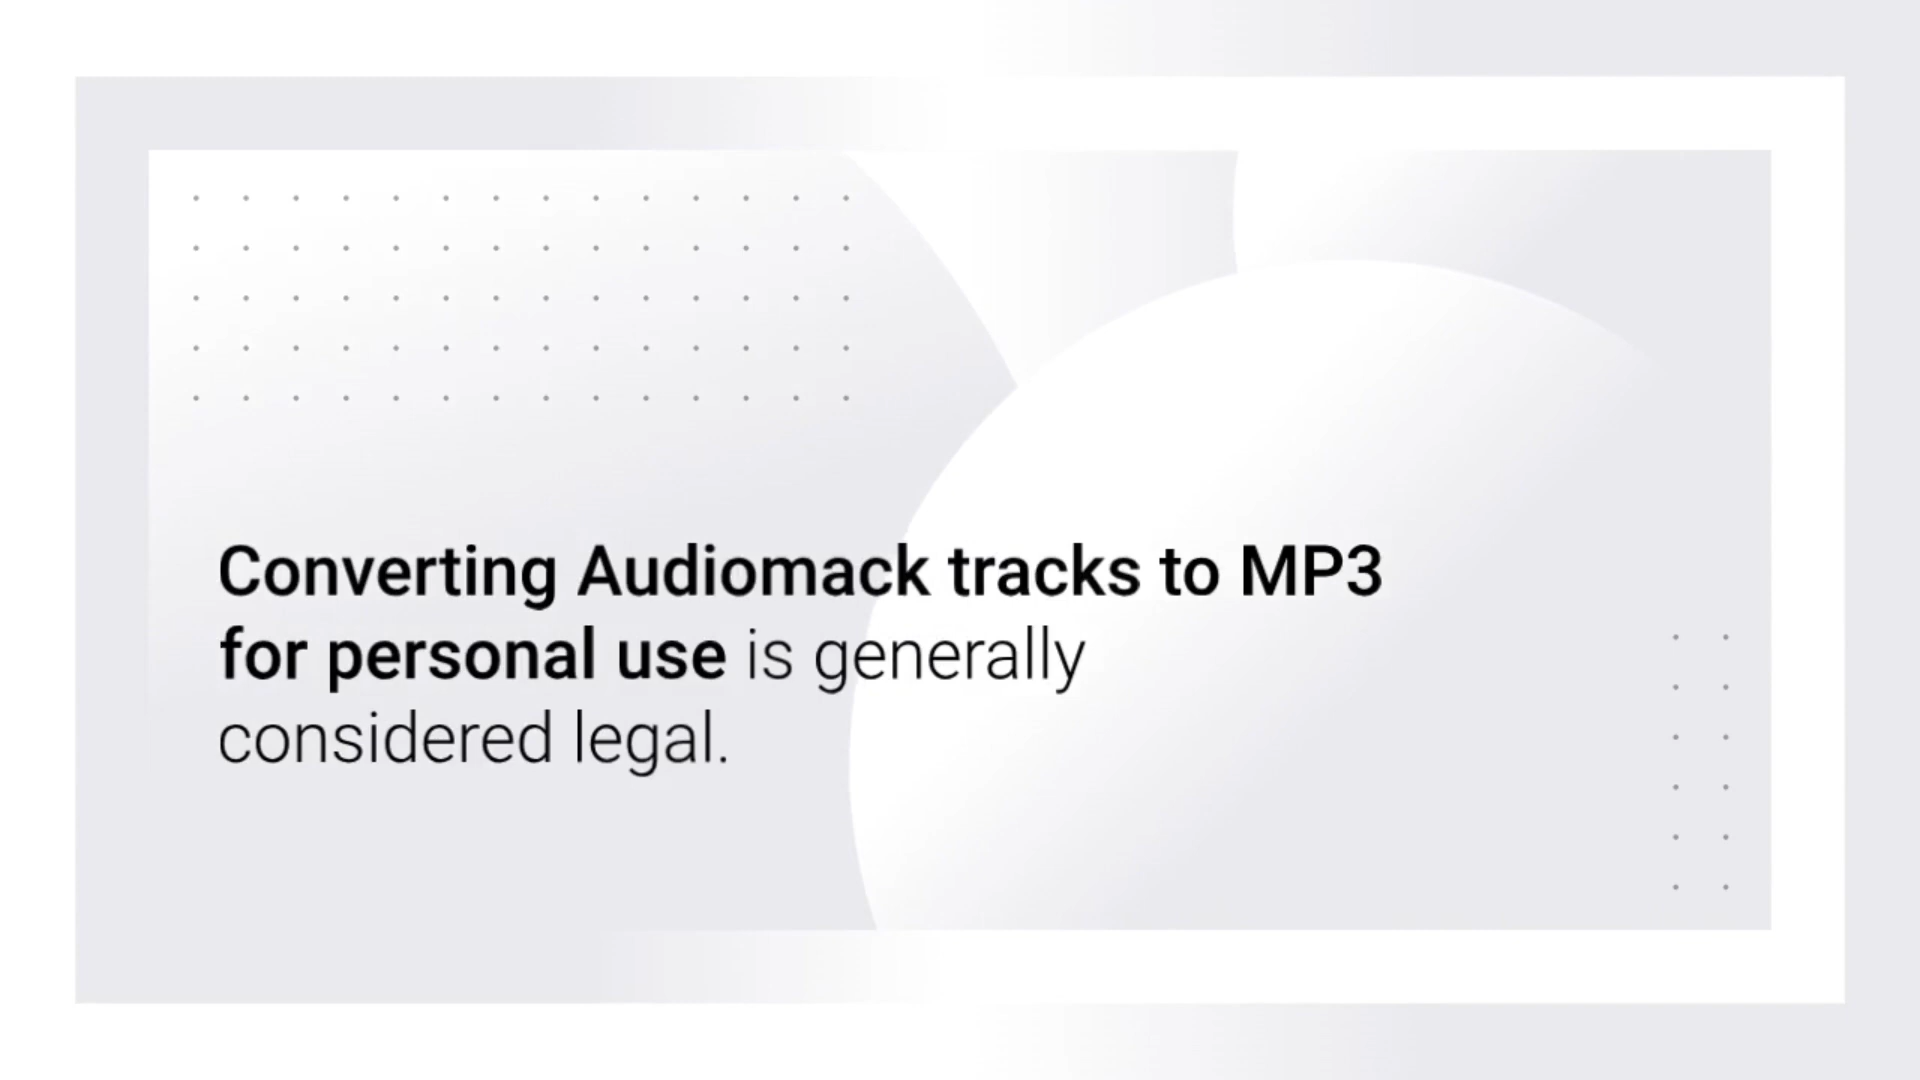 Converting Audiomack tracks to MP3
for personal use is generally
considered legal.